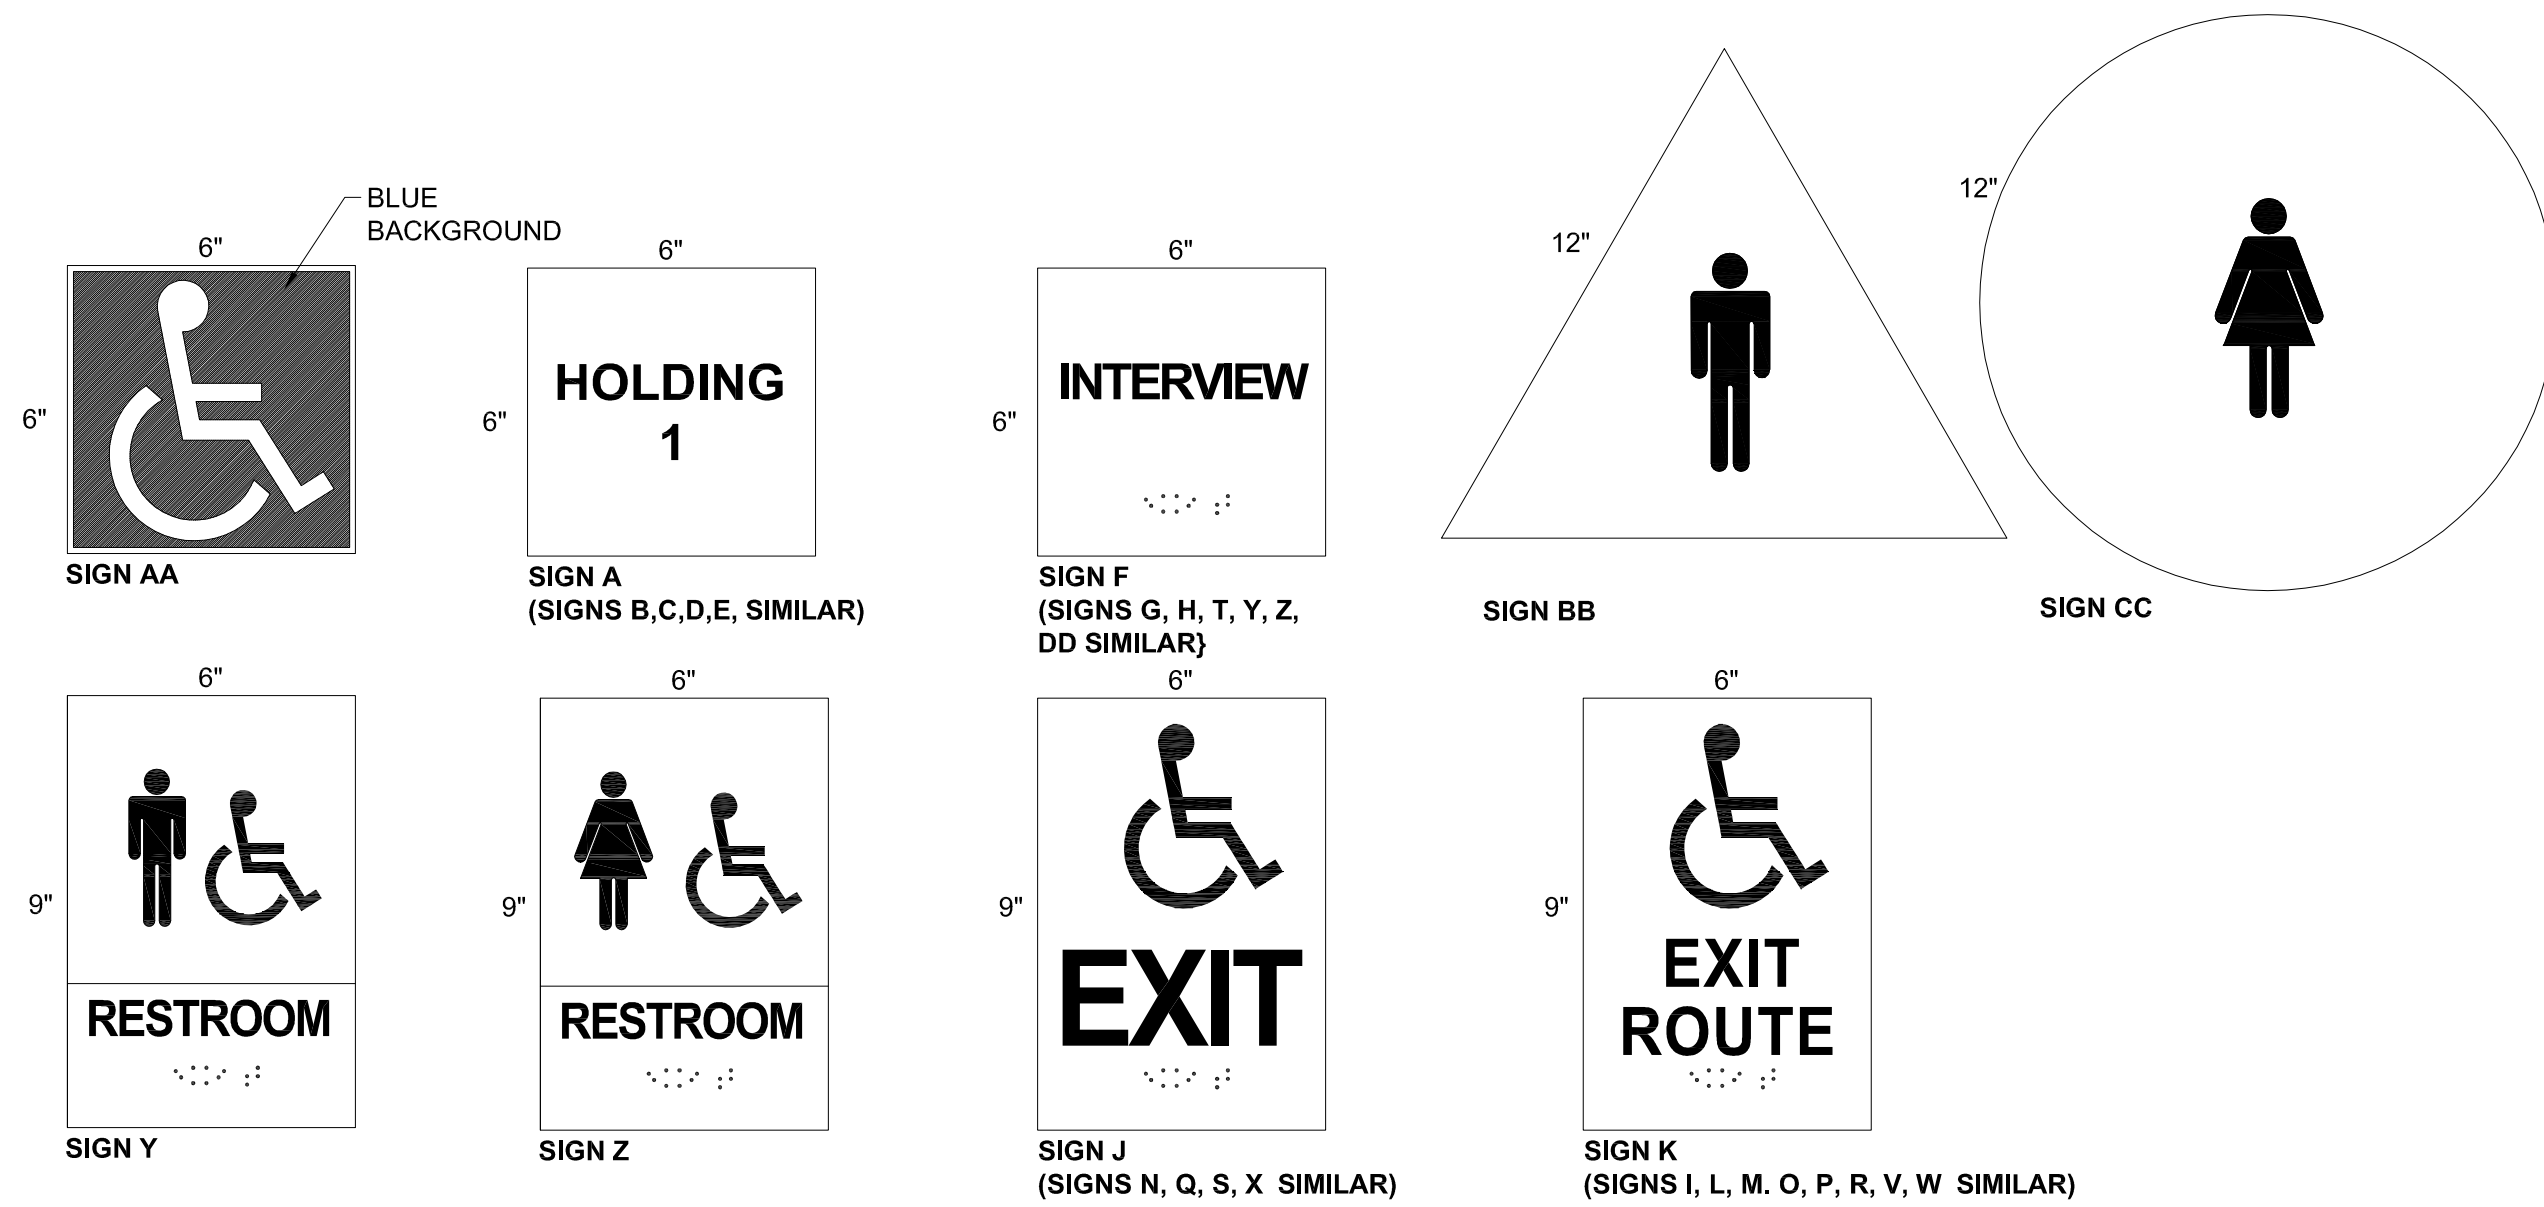 BLUE
BACKGROUND
6"
6"
SIGN AA
6"
6"
HOLDING
1
SIGN A
(SIGNS B,C,D,E, SIMILAR)
6"
6"
INTERVIEW
SIGN F
(SIGNS G, H, T, Y, Z,
DD SIMILAR}
12"
SIGN BB
12"
SIGN CC
6"
9"
RESTROOM
SIGN Y
6"
9"
RESTROOM
SIGN Z
6"
9"
EXIT
SIGN J
(SIGNS N, Q, S, X  SIMILAR)
6"
9"
EXIT
ROUTE
SIGN K
(SIGNS I, L, M. O, P, R, V, W  SIMILAR)